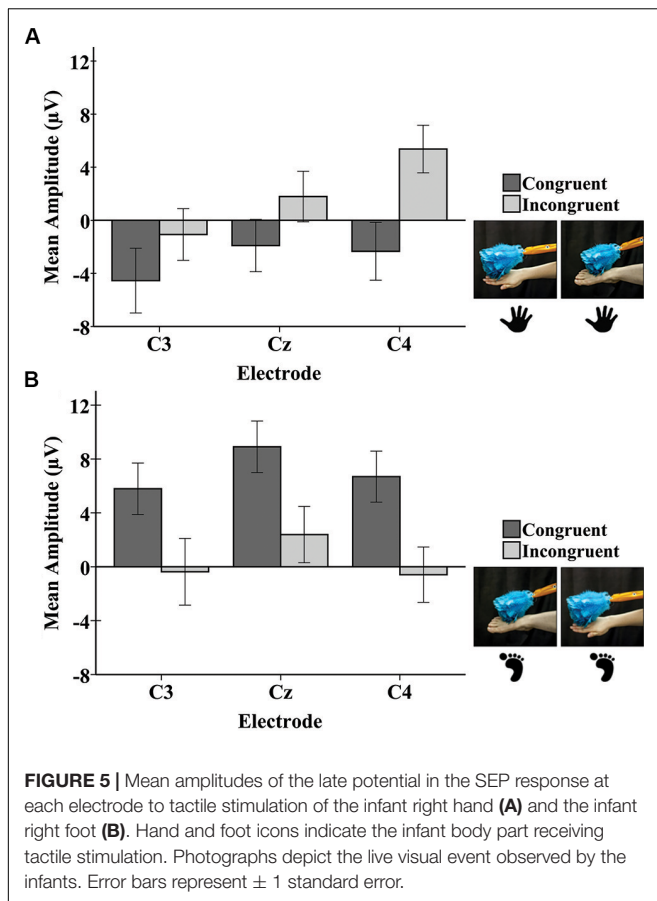 A
12
8
4
0
-4
-8
Mean Amplitude (µV)
Congruent
Incongruent
C3 Cz C4
Electrode
B
12
8
4
0
-4
-8
Mean Amplitude (µV)
Congruent
Incongruent
C3 Cz C4
Electrode
FIGURE 5 | Mean amplitudes of the late potential in the SEP response at
each electrode to tactile stimulation of the infant right hand (A) and the infant
right foot (B). Hand and foot icons indicate the infant body part receiving
tactile stimulation. Photographs depict the live visual event observed by the
infants. Error bars represent ± 1 standard error.